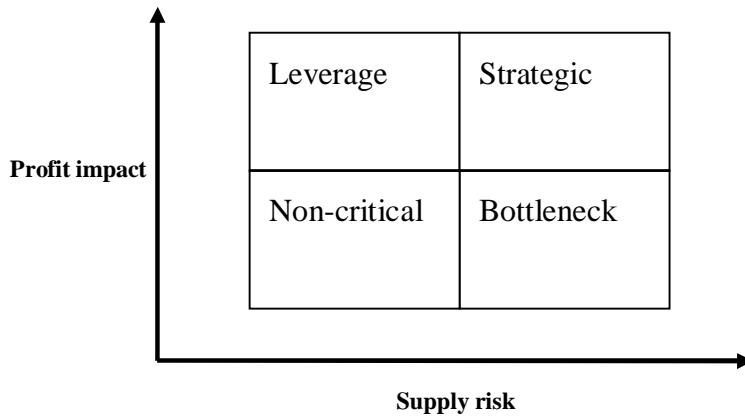 Leverage
Strategic
Profit impact
Non-critical
Bottleneck
Supply risk